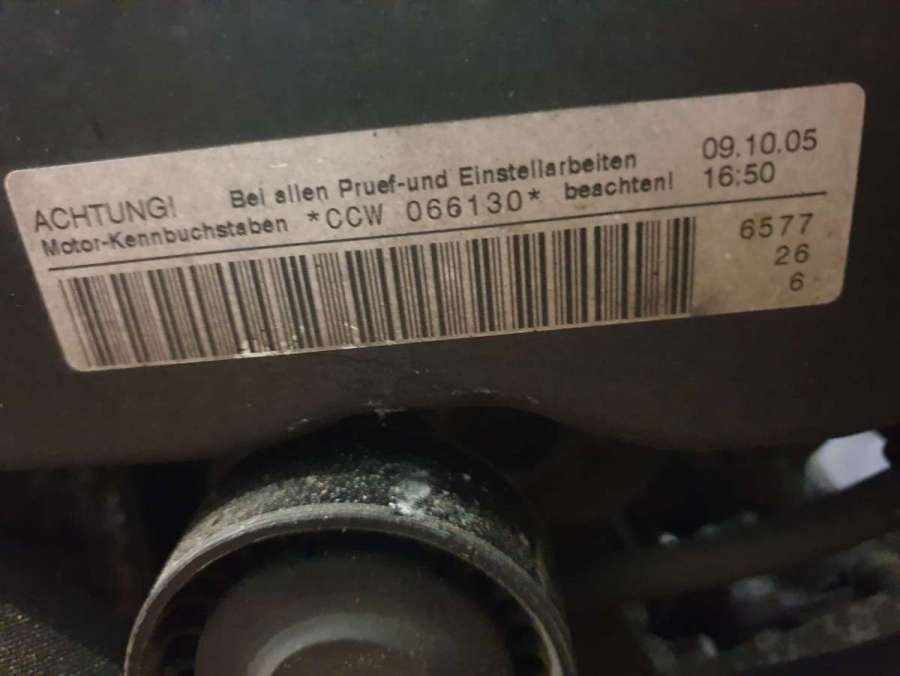 ACHTUNG! Bei allen Pruef-und Einstellarbeiten 09.10.05
Motor-Kennbuchstaben *CCW 066130* beachten! 16:50
6577
26
6